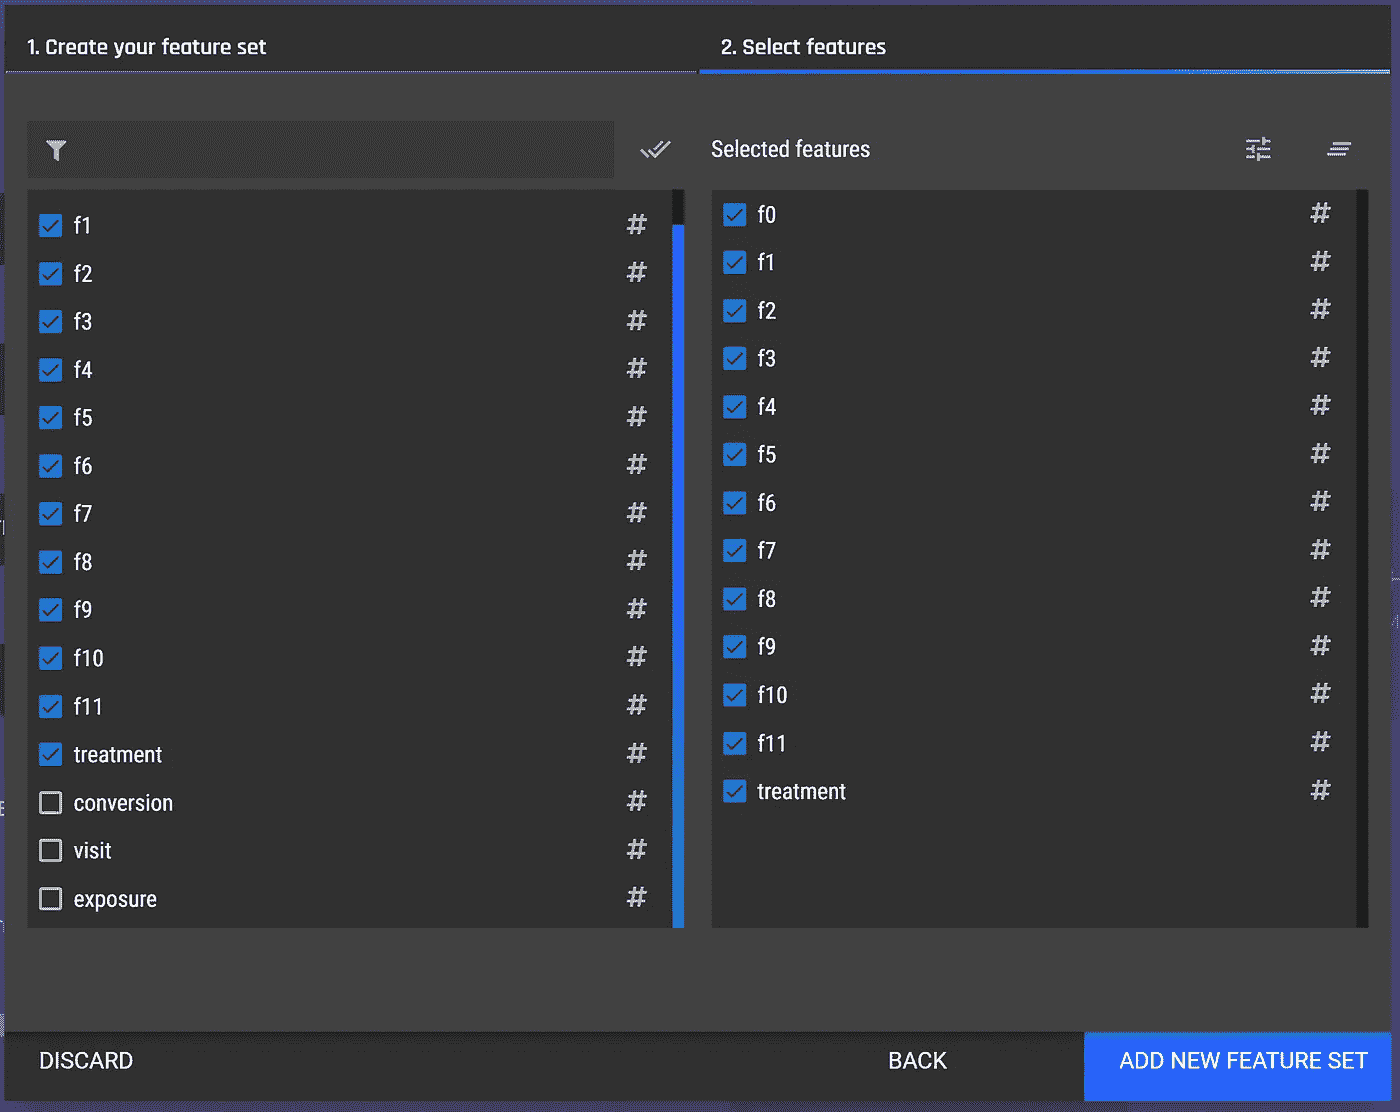 1. Create your feature set
2. Select features
Selected features
f1 #
f2 #
f3 #
f4 #
f5 #
f6 #
f7 #
f8 #
f9 #
f10 #
f11 #
treatment #
conversion #
visit #
exposure #
f0 #
f1 #
f2 #
f3 #
f4 #
f5 #
f6 #
f7 #
f8 #
f9 #
f10 #
f11 #
treatment #
DISCARD
BACK
ADD NEW FEATURE SET